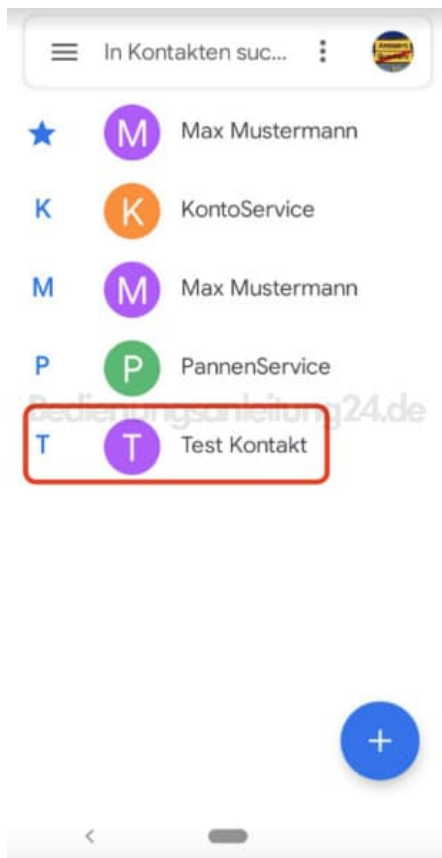 In Kontakten suc...
M Max Mustermann
K K KontoService
M M Max Mustermann
P P PannenService
Bedienungsanleitung24.de
T T Test Kontakt
+